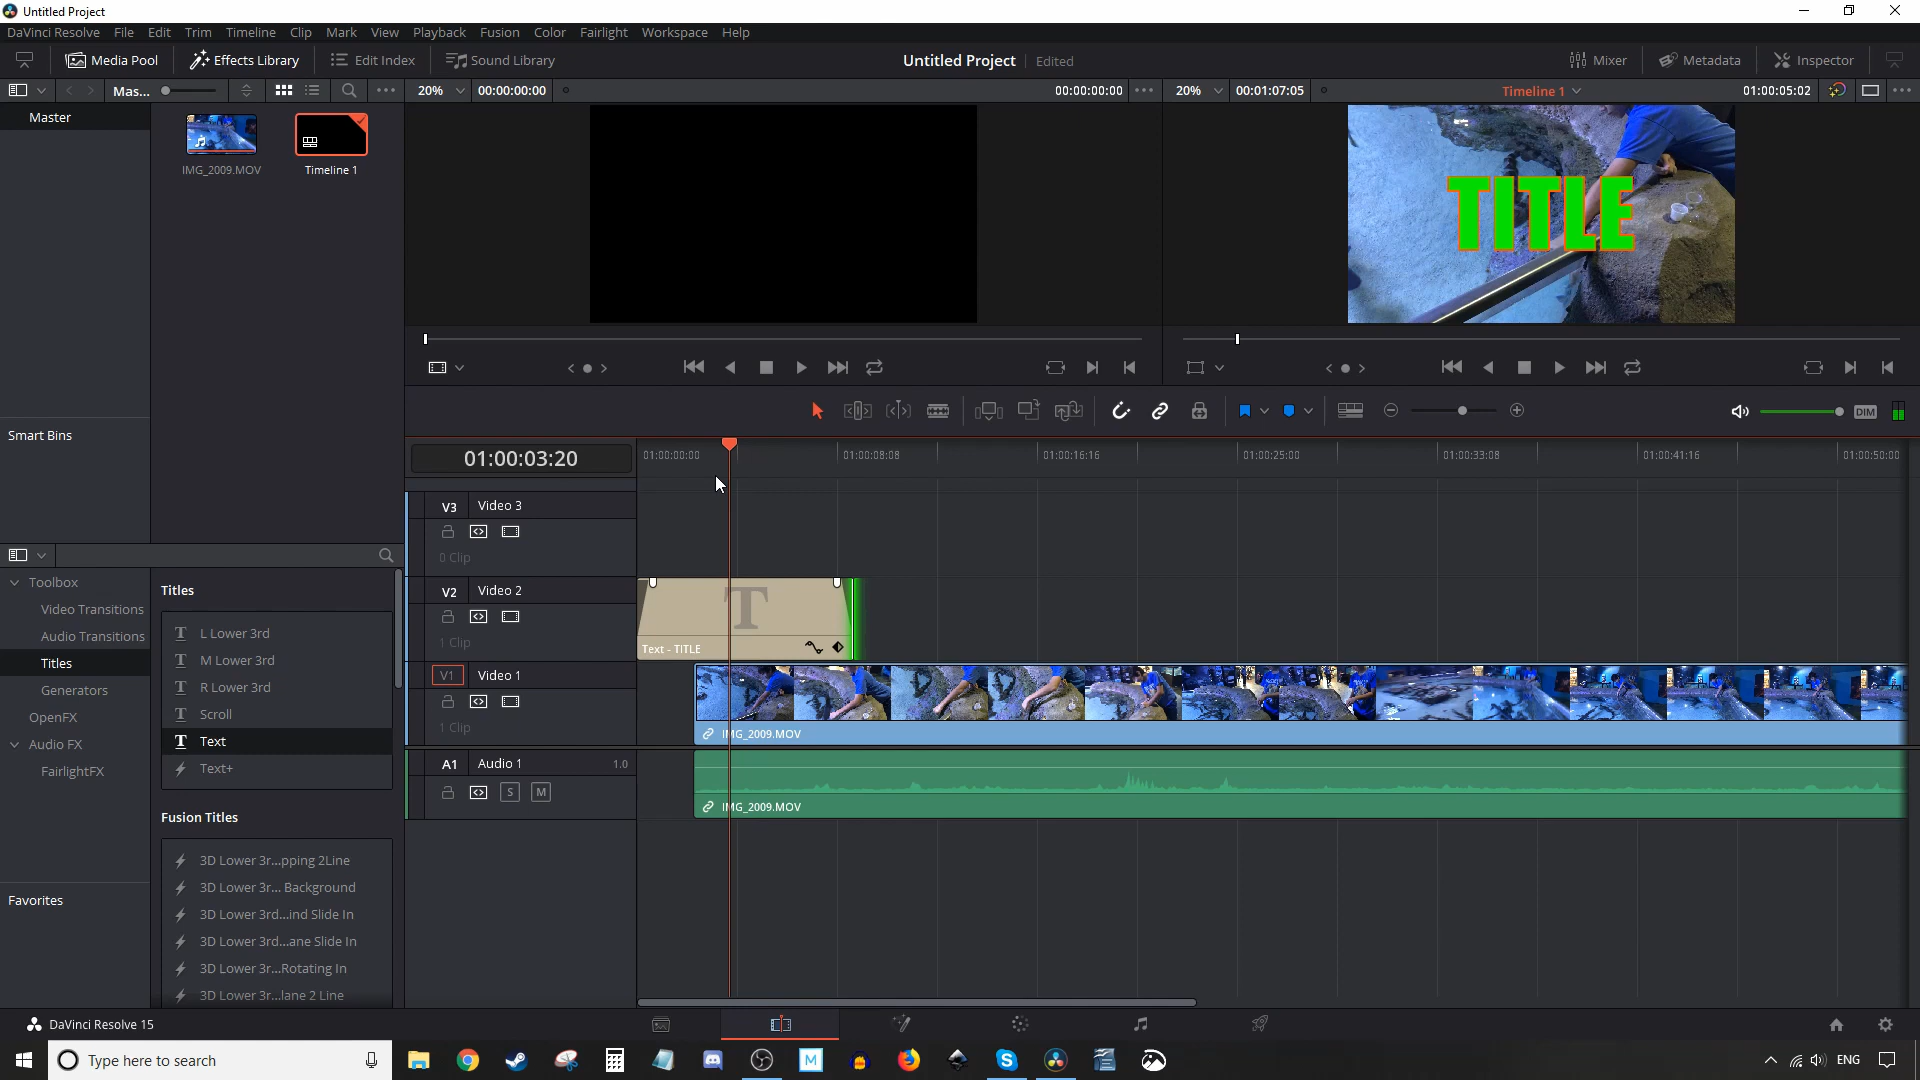 Untitled Project
DaVinci Resolve File Edit Trim Timeline Clip Mark View Playback Fusion Color Fairlight Workspace Help
Media Pool Effects Library Edit Index Sound Library Untitled Project Edited Mixer Metadata Inspector
Mas... 20% 00:00:00:00 00:00:00:00 20% 00:01:07:05 Timeline 1 01:00:05:02
Master
IMG_2009.MOV Timeline 1
TITLE
DIM
Smart Bins
01:00:03:20 01:00:00:00 01:00:08:08 01:00:16:16 01:00:25:00 01:00:33:08 01:00:41:16 01:00:50:00
V3 Video 3
0 Clip
V2 Video 2
1 Clip
T
Text - TITLE
V1 Video 1
1 Clip
IMG_2009.MOV
A1 Audio 1 1.0
S M
IMG_2009.MOV
Toolbox
Video Transitions
Audio Transitions
Titles
Generators
OpenFX
Audio FX
FairlightFX
Favorites
Titles
T L Lower 3rd
T M Lower 3rd
T R Lower 3rd
T Scroll
T Text
Text+
Fusion Titles
3D Lower 3r...pping 2Line
3D Lower 3r... Background
3D Lower 3rd...ind Slide In
3D Lower 3rd...ane Slide In
3D Lower 3r...Rotating In
3D Lower 3r...lane 2 Line
DaVinci Resolve 15
Type here to search
M
S
ENG